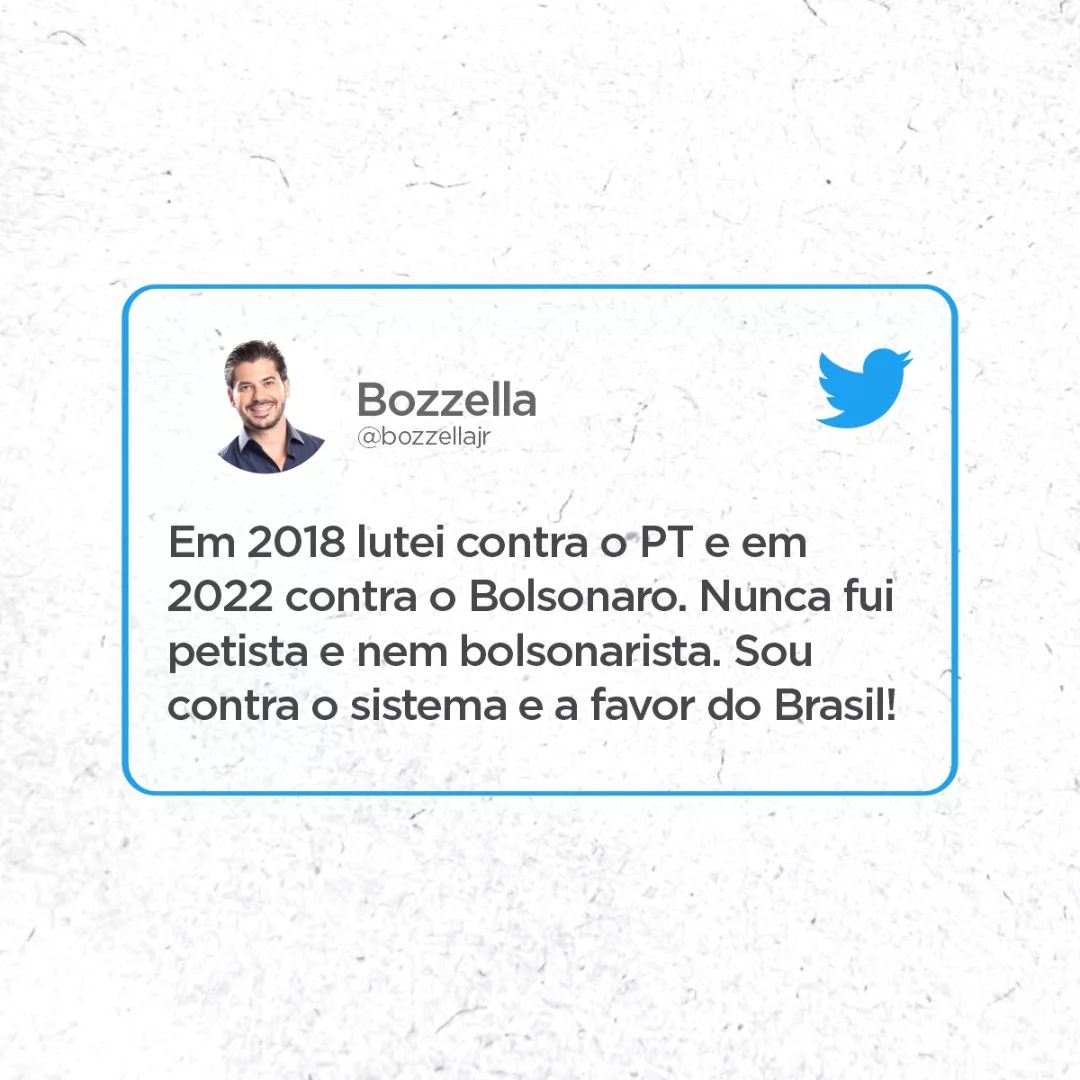 Bozzella
@bozzellajr
Em 2018 lutei contra o PT e em
2022 contra o Bolsonaro. Nunca fui
petista e nem bolsonarista. Sou
contra o sistema e a favor do Brasil!